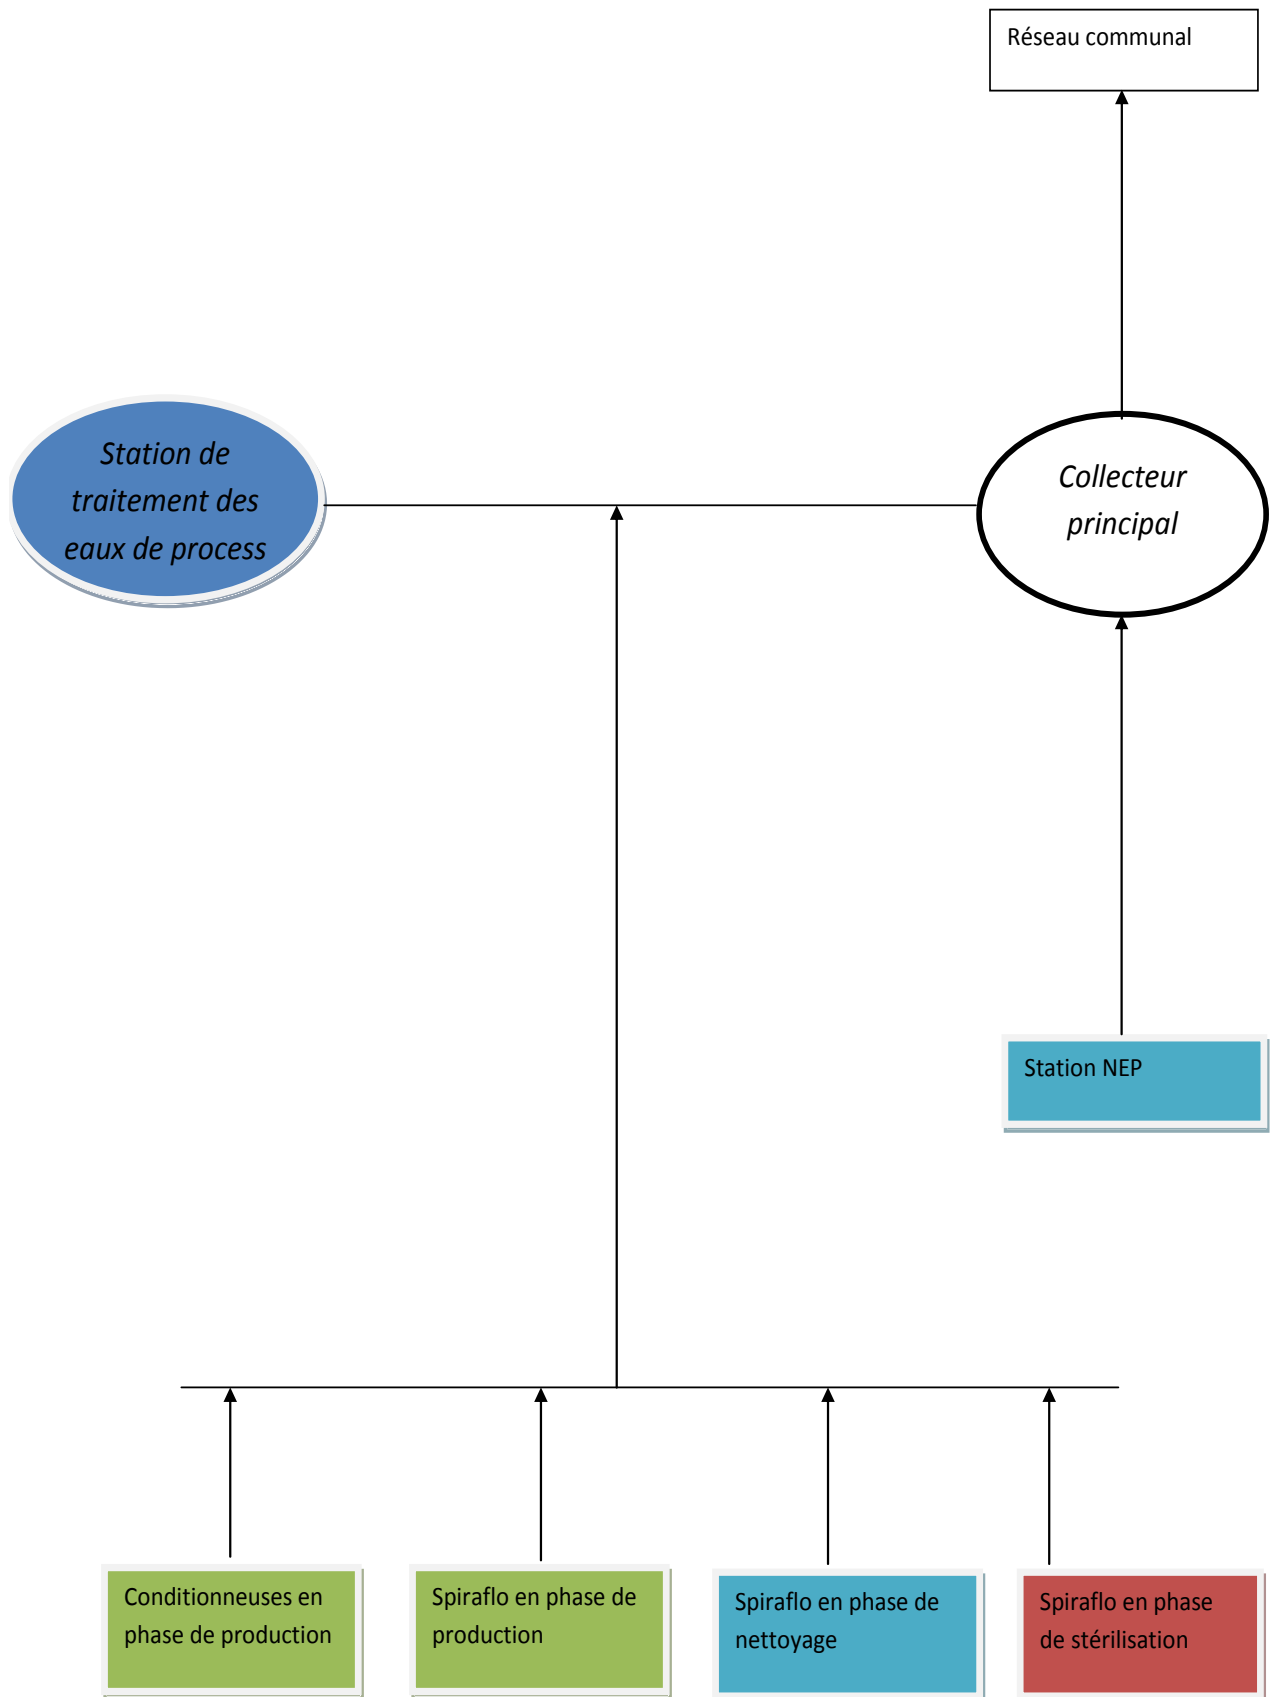 Réseau communal
Station de
traitement des
eaux de process
Collecteur
principal
Station NEP
Conditionneuses en
phase de production
Spiraflo en phase de
production
Spiraflo en phase de
nettoyage
Spiraflo en phase
de stérilisation